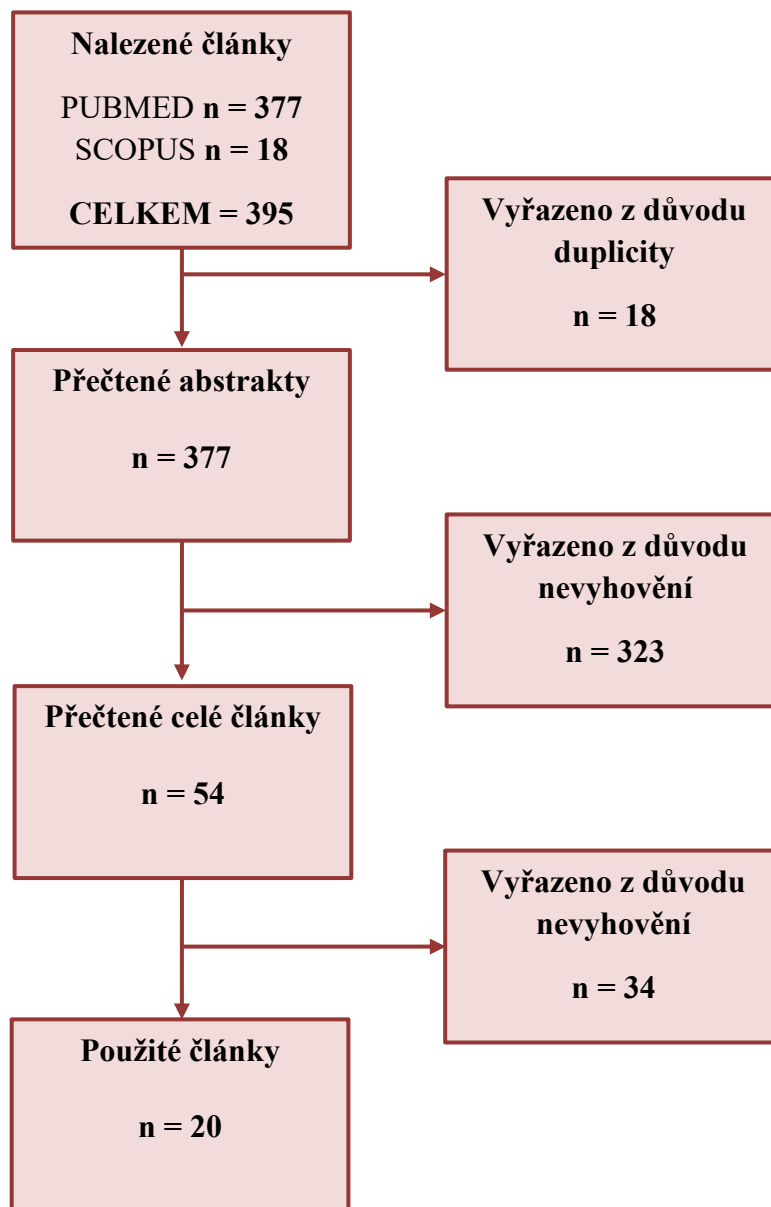 Nalezené články
PUBMED n = 377
SCOPUS n = 18
CELKEM = 395
Vyřazeno z důvodu
duplicity
n = 18
Přečtené abstrakty
n = 377
Vyřazeno z důvodu
nevyhovění
n = 323
Přečtené celé články
n = 54
Vyřazeno z důvodu
nevyhovění
n = 34
Použité články
n = 20